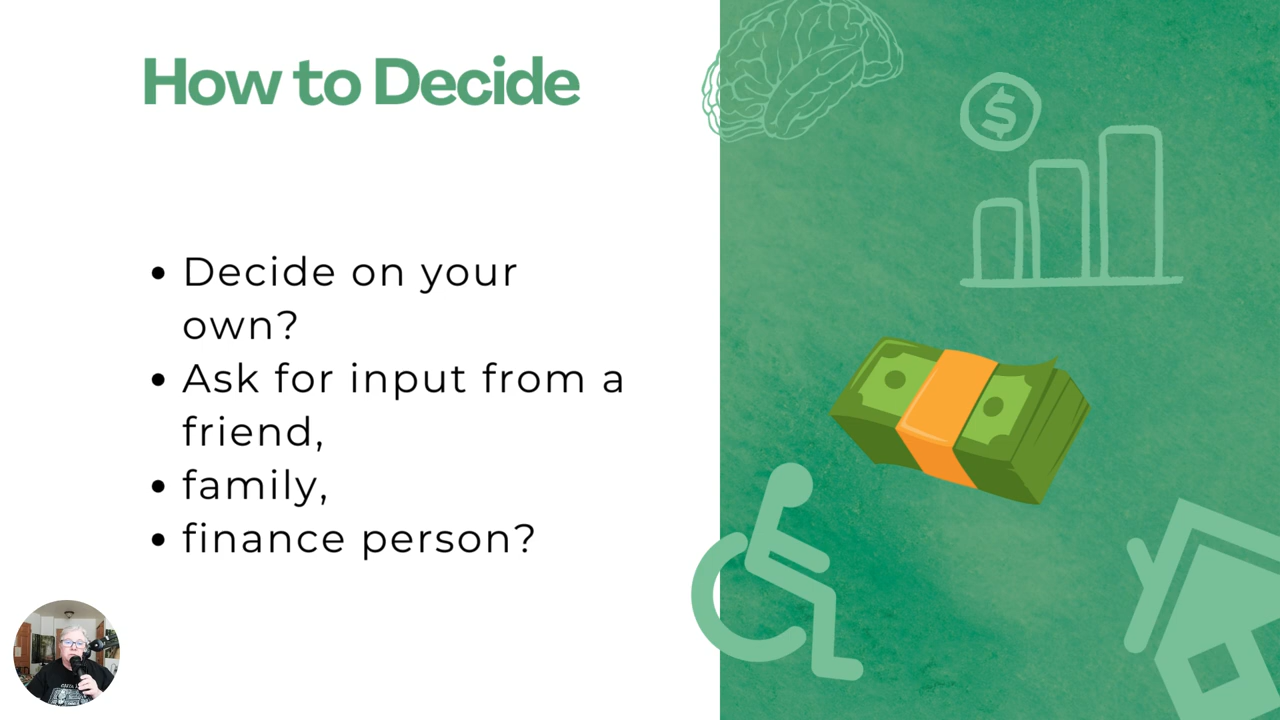 How to Decide
• Decide on your
own?
• Ask for input from a
friend,
• family,
• finance person?
$